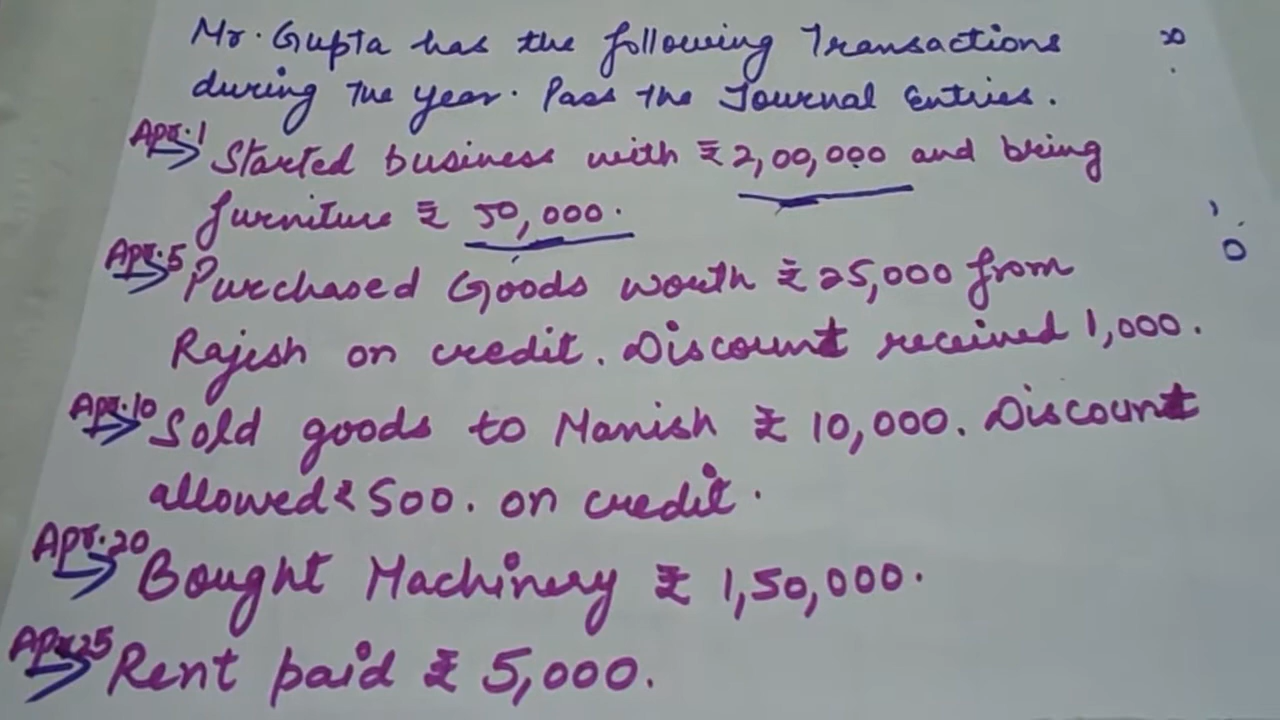 Mr. Gupta has the following Transactions
during the year. Pass the Journal Entries.
Apr.1 Started business with ₹ 2,00,000 and bring
furniture ₹ 50,000.
Apr.5 Purchased Goods worth ₹ 25,000 from
Rajesh on credit. Discount received 1,000.
Apr.10 Sold goods to Manish ₹ 10,000. Discount
allowed ₹ 500. on credit.
Apr.20 Bought Machinery ₹ 1,50,000.
Apr.25 Rent paid ₹ 5,000.